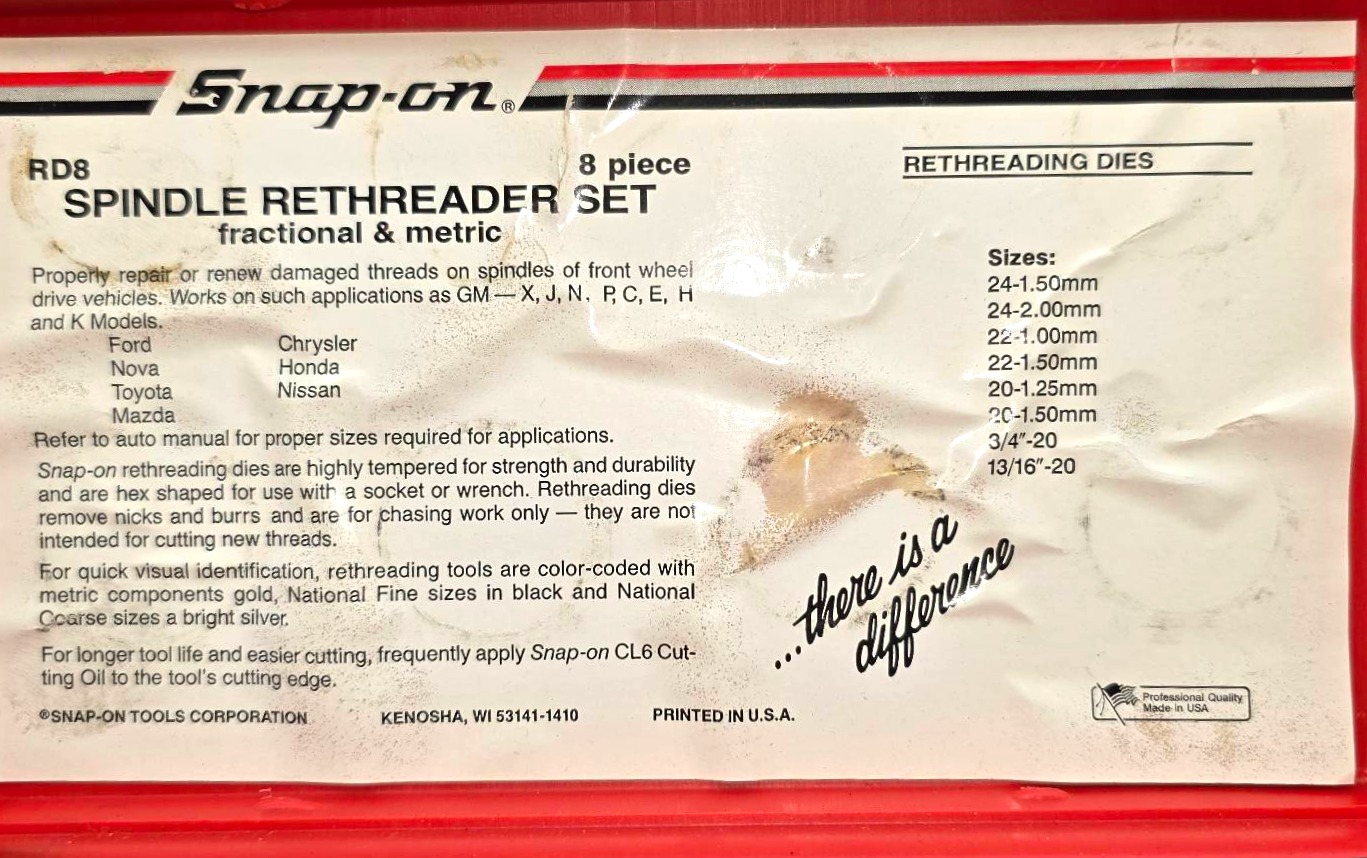 Snap-on®
RD8 8 piece
SPINDLE RETHREADER SET
fractional & metric
Properly repair or renew damaged threads on spindles of front wheel
drive vehicles. Works on such applications as GM — X, J, N, P, C, E, H
and K Models.
Ford Chrysler
Nova Honda
Toyota Nissan
Mazda
Refer to auto manual for proper sizes required for applications.
Snap-on rethreading dies are highly tempered for strength and durability
and are hex shaped for use with a socket or wrench. Rethreading dies
remove nicks and burrs and are for chasing work only — they are not
intended for cutting new threads.
For quick visual identification, rethreading tools are color-coded with
metric components gold, National Fine sizes in black and National
Coarse sizes a bright silver.
For longer tool life and easier cutting, frequently apply Snap-on CL6 Cut-
ting Oil to the tool's cutting edge.
®SNAP-ON TOOLS CORPORATION KENOSHA, WI 53141-1410 PRINTED IN U.S.A.
RETHREADING DIES
Sizes:
24-1.50mm
24-2.00mm
22-1.00mm
22-1.50mm
20-1.25mm
20-1.50mm
3/4"-20
13/16"-20
...there is a
difference
Professional Quality
Made in USA